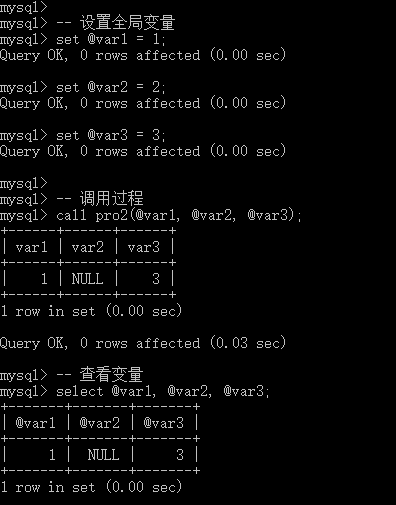 mysql>
mysql> -- 设置全局变量
mysql> set @var1 = 1;
Query OK, 0 rows affected (0.00 sec)
mysql> set @var2 = 2;
Query OK, 0 rows affected (0.00 sec)
mysql> set @var3 = 3;
Query OK, 0 rows affected (0.00 sec)
mysql>
mysql> -- 调用过程
mysql> call pro2(@var1, @var2, @var3);
+------+------+------+
| var1 | var2 | var3 |
+------+------+------+
|    1 | NULL |    3 |
+------+------+------+
1 row in set (0.00 sec)
Query OK, 0 rows affected (0.03 sec)
mysql> -- 查看变量
mysql> select @var1, @var2, @var3;
+-------+-------+-------+
| @var1 | @var2 | @var3 |
+-------+-------+-------+
|     1 |  NULL |     3 |
+-------+-------+-------+
1 row in set (0.00 sec)